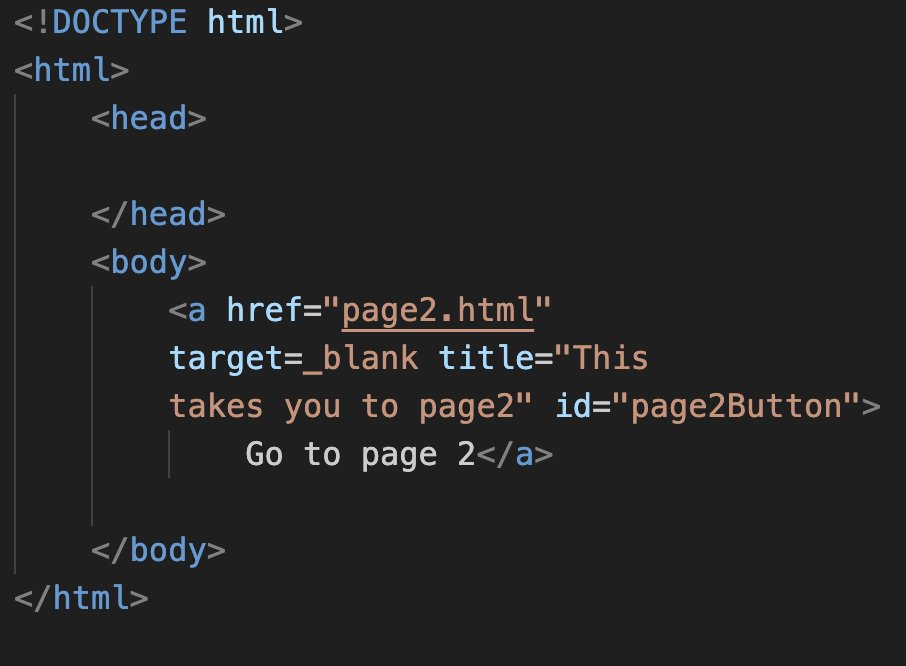 <!DOCTYPE html>
<html>
    <head>

    </head>
    <body>
        <a href="page2.html"
        target=_blank title="This
        takes you to page2" id="page2Button">
            Go to page 2</a>

    </body>
</html>